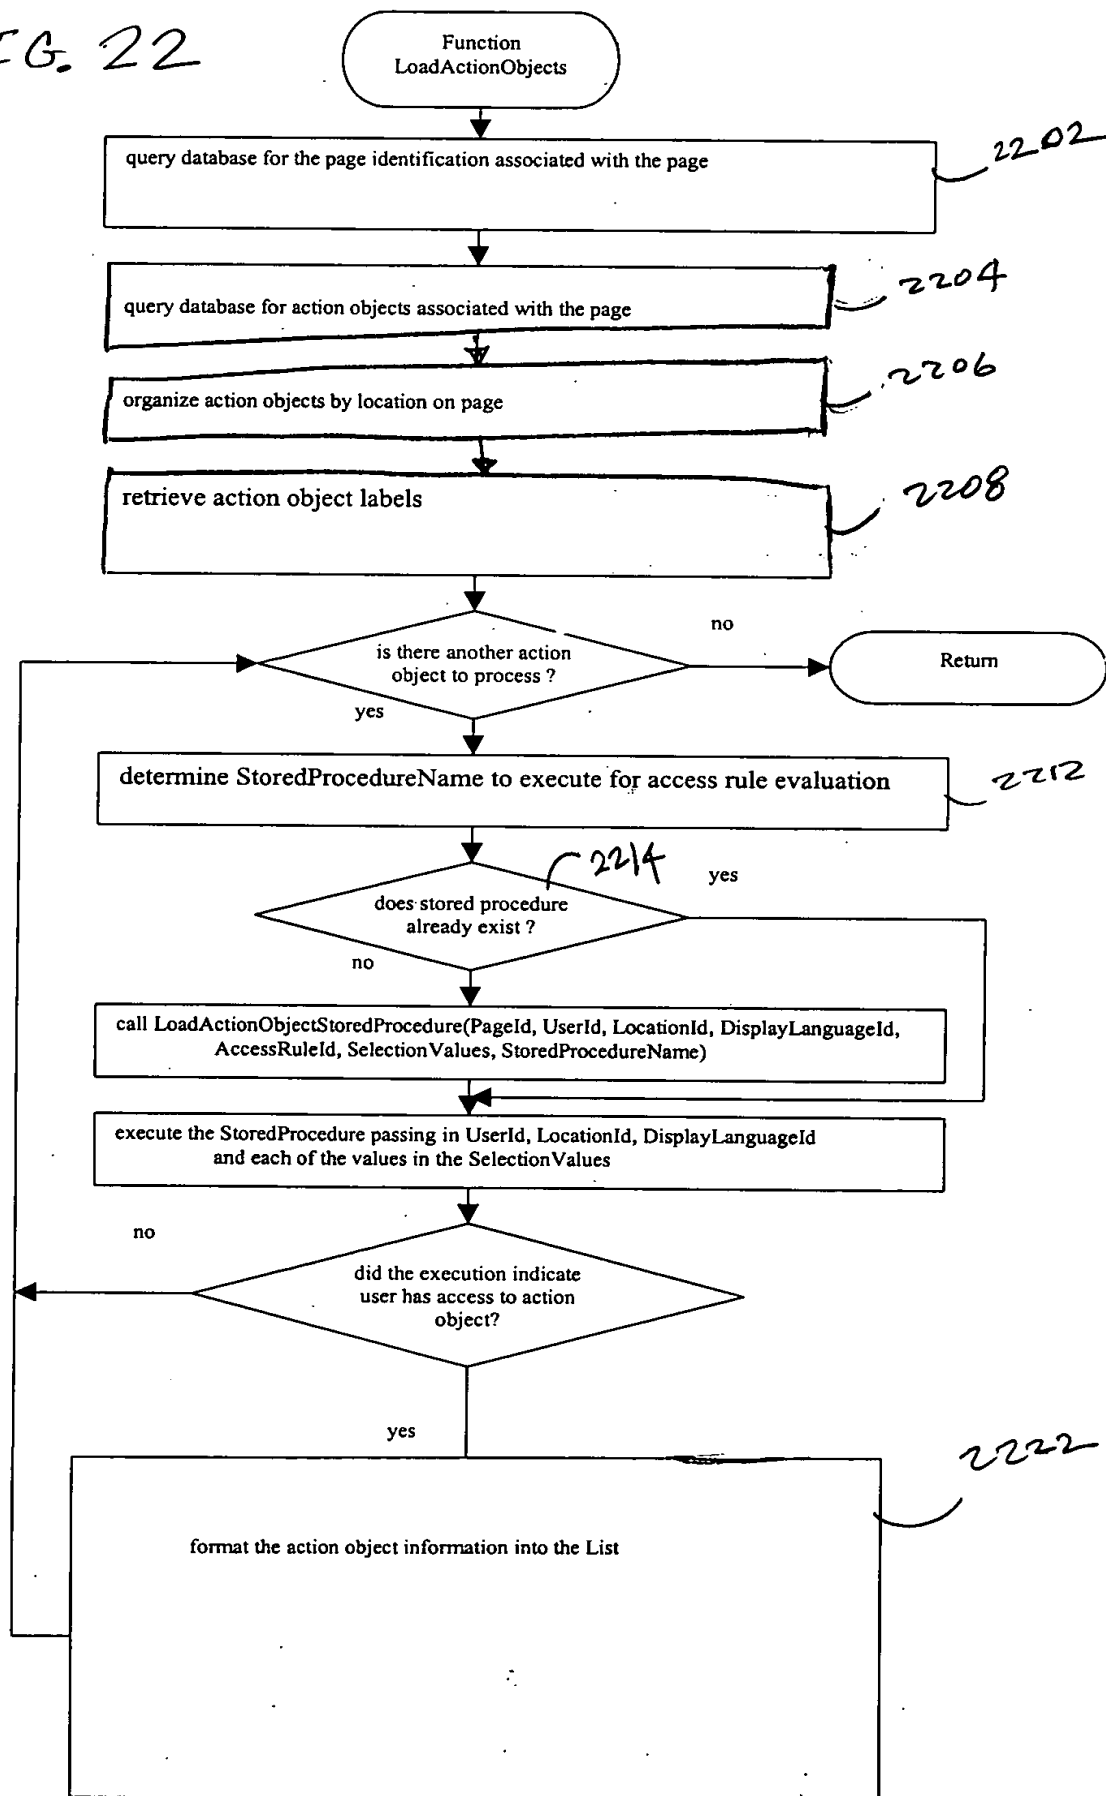 IG. 22
Function
LoadActionObjects
query database for the page identification associated with the page
2202
query database for action objects associated with the page
2204
organize action objects by location on page
2206
retrieve action object labels
2208
is there another action
object to process ?
no
Return
yes
determine StoredProcedureName to execute for access rule evaluation
2212
2214
does stored procedure
already exist ?
yes
no
call LoadActionObjectStoredProcedure(PageId, UserId, LocationId, DisplayLanguageId,
AccessRuleId, SelectionValues, StoredProcedureName)
execute the StoredProcedure passing in UserId, LocationId, DisplayLanguageId
and each of the values in the SelectionValues
no
did the execution indicate
user has access to action
object?
yes
2222
format the action object information into the List